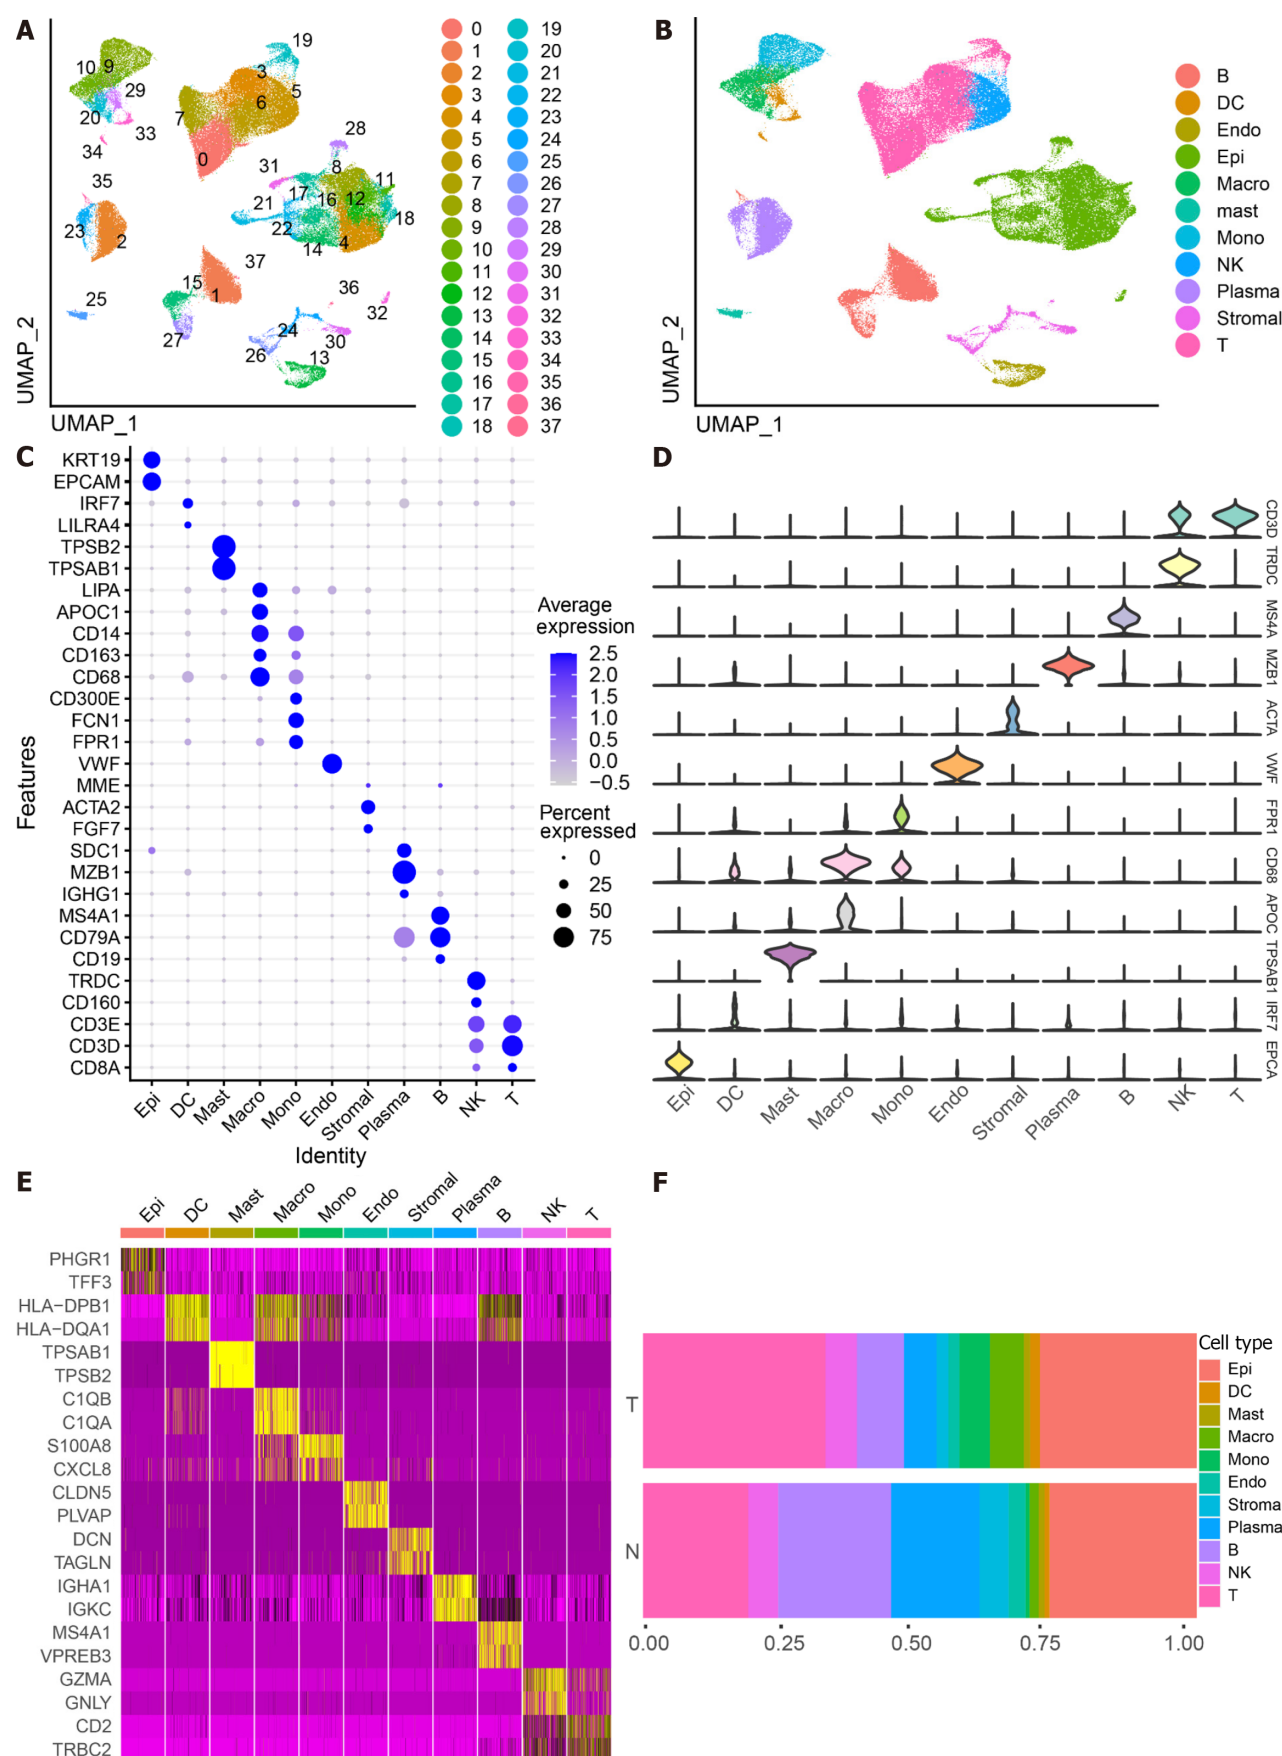 A
0
1
2
3
4
5
6
7
8
9
10
11
12
13
14
15
16
17
18
19
20
21
22
23
24
25
26
27
28
29
30
31
32
33
34
35
36
37
19
3
5
6
7
0
10
9
29
20
33
34
28
8
31
17
16
12
11
21
22
18
14
4
35
23
2
37
15
1
25
27
36
32
24
30
26
13
UMAP_2
UMAP_1
B
B
DC
Endo
Epi
Macro
mast
Mono
NK
Plasma
Stromal
T
UMAP_2
UMAP_1
C
KRT19
EPCAM
IRF7
LILRA4
TPSB2
TPSAB1
LIPA
APOC1
CD14
CD163
CD68
CD300E
FCN1
FPR1
VWF
MME
ACTA2
FGF7
SDC1
MZB1
IGHG1
MS4A1
CD79A
CD19
TRDC
CD160
CD3E
CD3D
CD8A
Features
Epi
DC
Mast
Macro
Mono
Endo
Stromal
Plasma
B
NK
T
Identity
Average
expression
2.5
2.0
1.5
1.0
0.5
0.0
−0.5
Percent
expressed
0
25
50
75
D
CD3D
TRDC
MS4A
MZB1
ACTA
VWF
FPR1
CD68
APOC
TPSAB1
IRF7
EPCA
Epi
DC
Mast
Macro
Mono
Endo
Stromal
Plasma
B
NK
T
E
Epi
DC
Mast
Macro
Mono
Endo
Stromal
Plasma
B
NK
T
PHGR1
TFF3
HLA−DPB1
HLA−DQA1
TPSAB1
TPSB2
C1QB
C1QA
S100A8
CXCL8
CLDN5
PLVAP
DCN
TAGLN
IGHA1
IGKC
MS4A1
VPREB3
GZMA
GNLY
CD2
TRBC2
F
T
N
0.00
0.25
0.50
0.75
1.00
Cell type
Epi
DC
Mast
Macro
Mono
Endo
Stroma
Plasma
B
NK
T